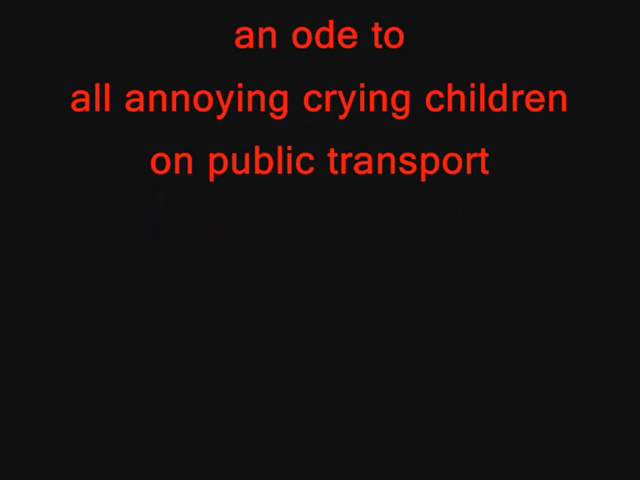 an ode to
all annoying crying children
on public transport